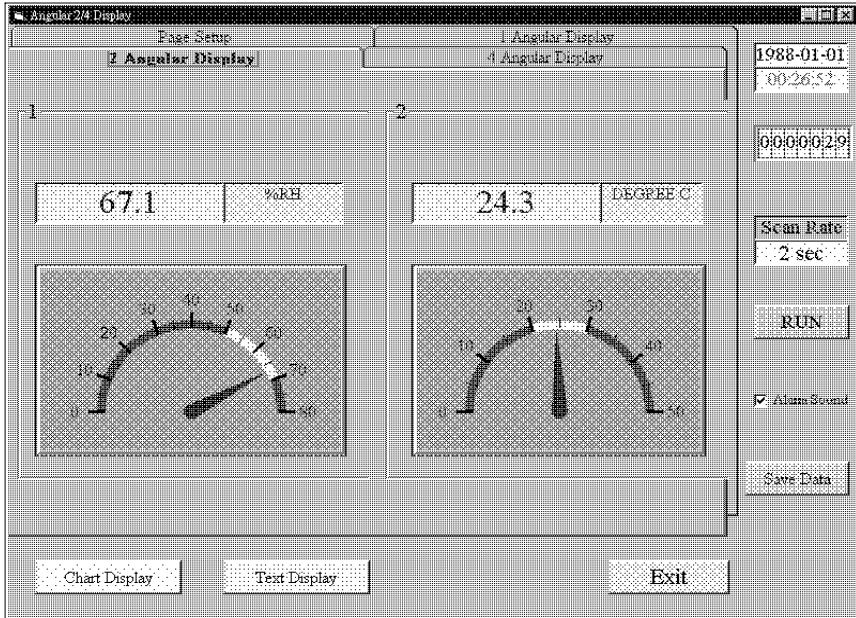 Angular 2/4 Display
Page Setup
1 Angular Display
2 Angular Display
4 Angular Display
1988-01-01
00:26:52
1
2
0000029
67.1
%RH
24.3
DEGREE C
Scan Rate
2 sec
0
10
20
30
40
50
60
70
80
0
10
20
30
40
50
RUN
Alarm Sound
Save Data
Chart Display
Text Display
Exit